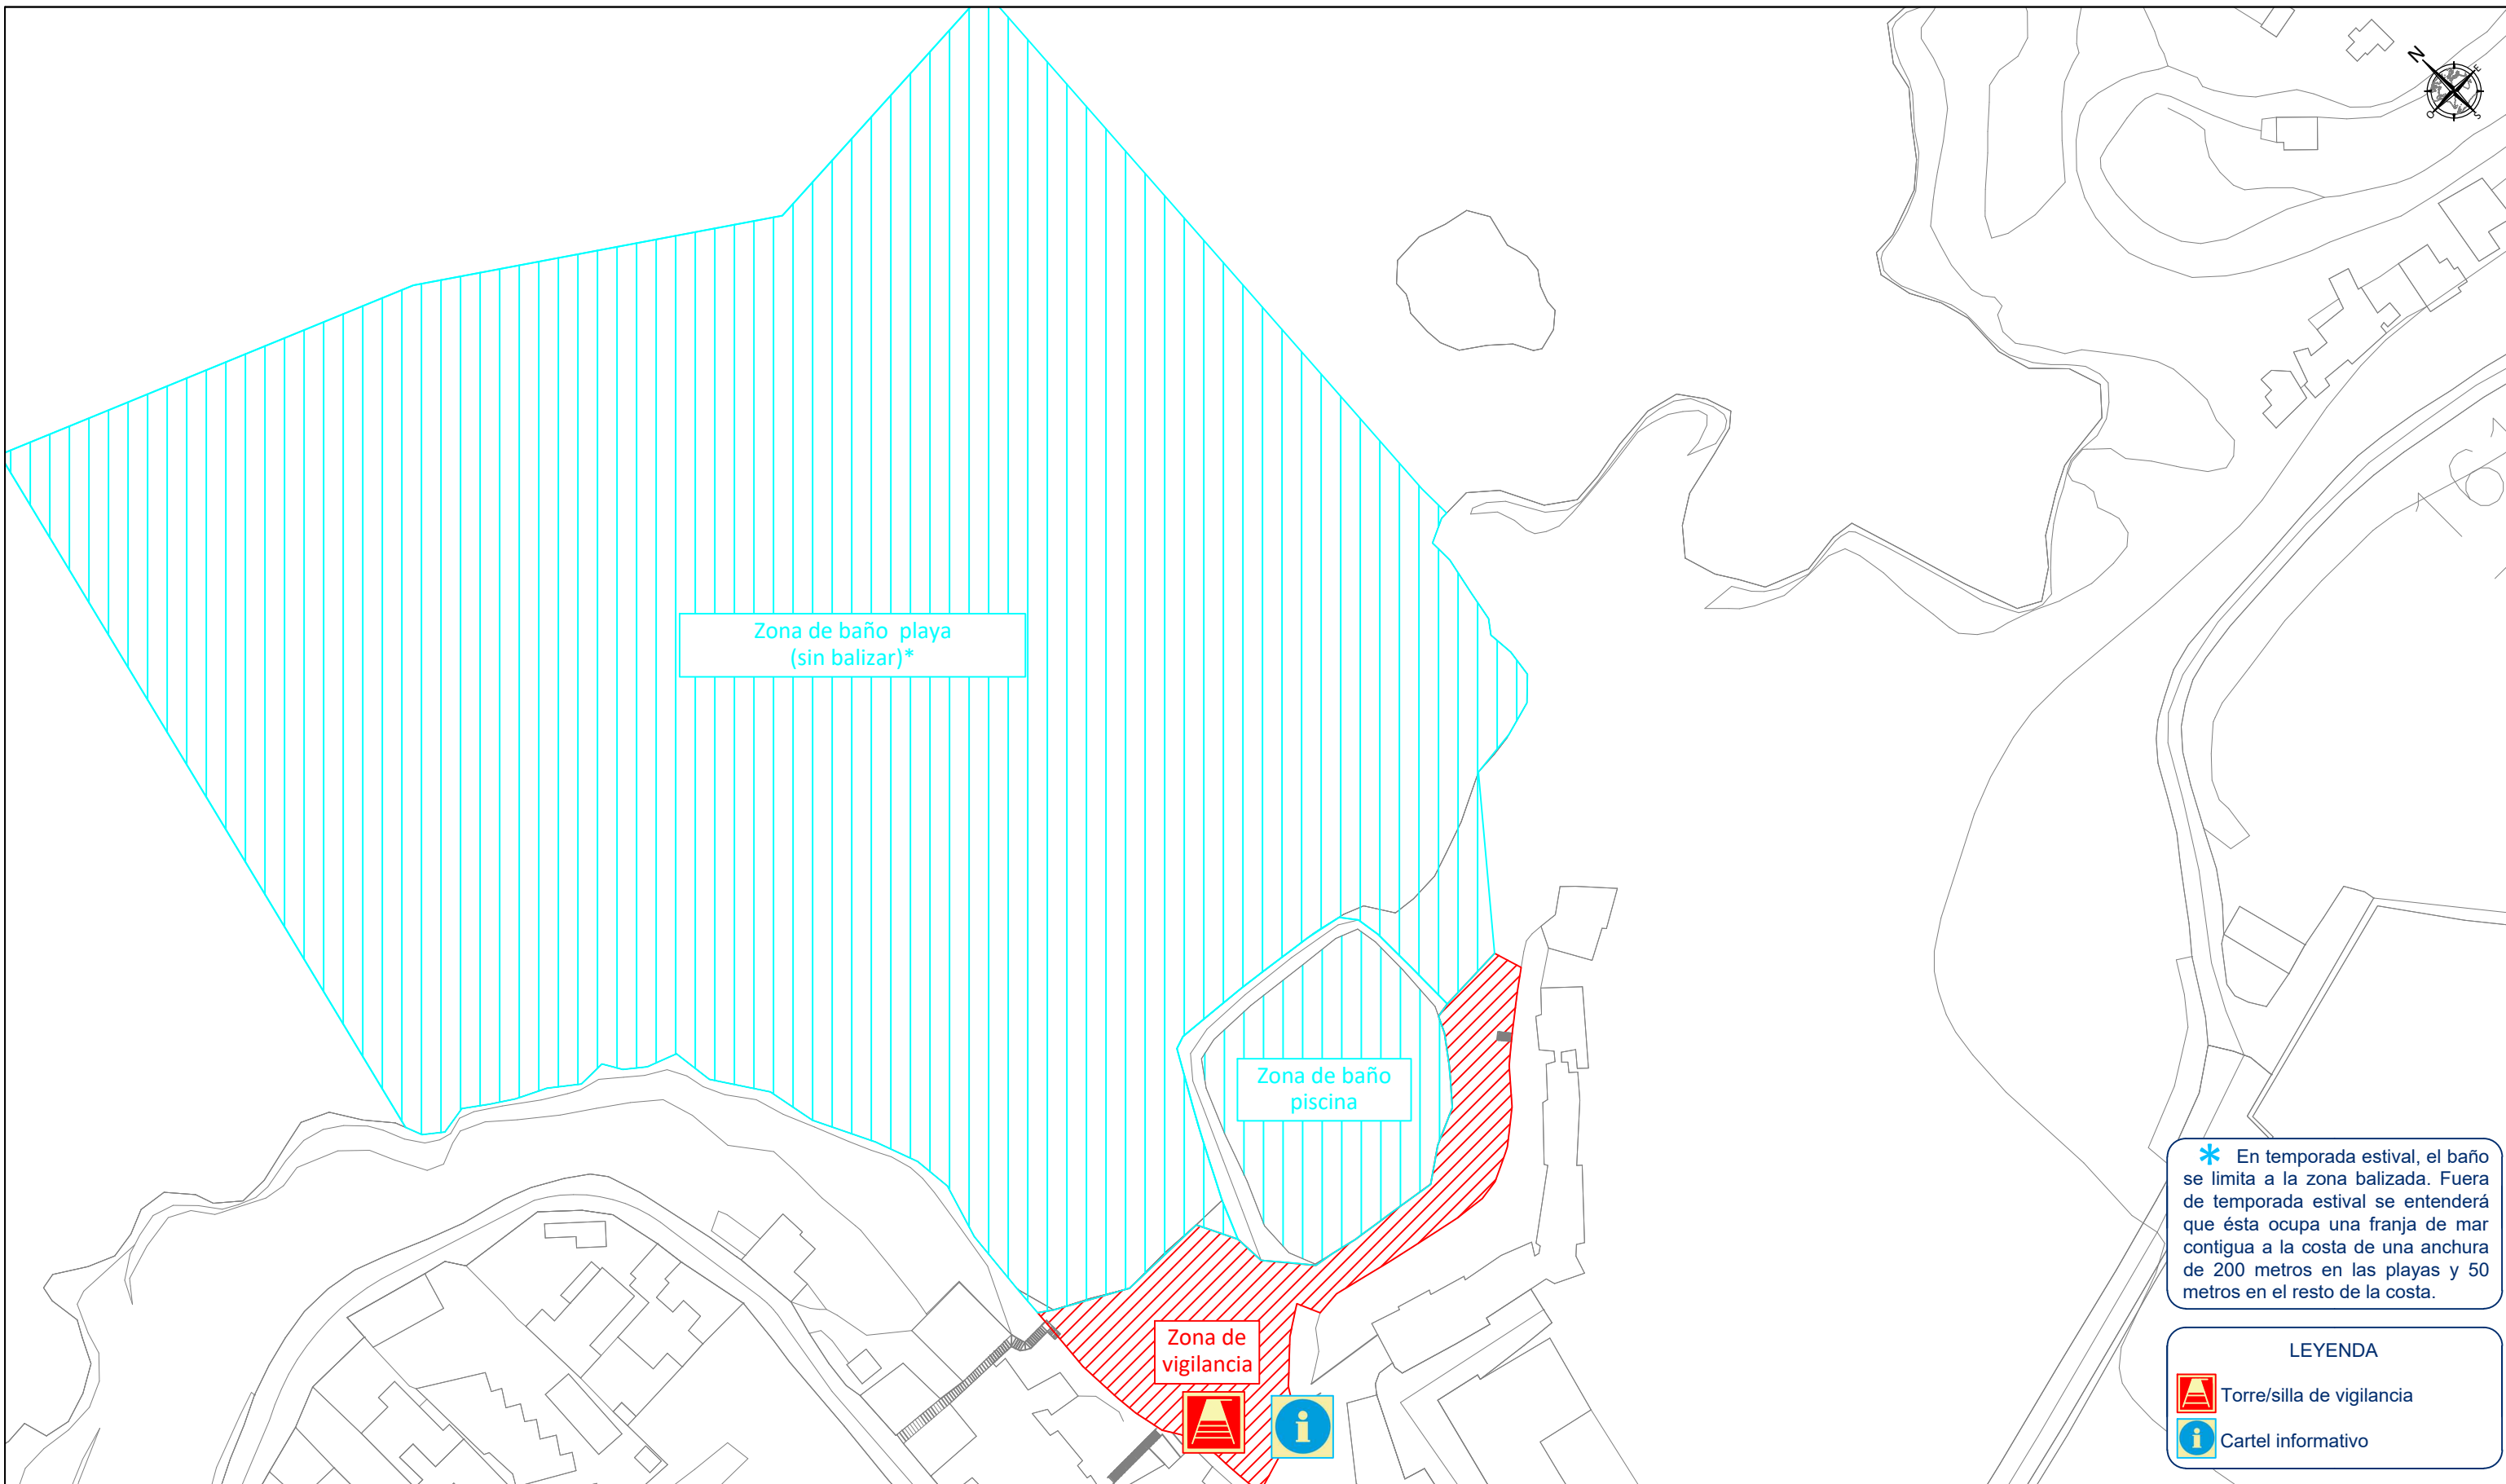 N
E
O
S
Zona de baño playa
(sin balizar)*
Zona de baño
piscina
Zona de
vigilancia
* En temporada estival, el baño
se limita a la zona balizada. Fuera
de temporada estival se entenderá
que ésta ocupa una franja de mar
contigua a la costa de una anchura
de 200 metros en las playas y 50
metros en el resto de la costa.
LEYENDA
Torre/silla de vigilancia
i
i
Cartel informativo